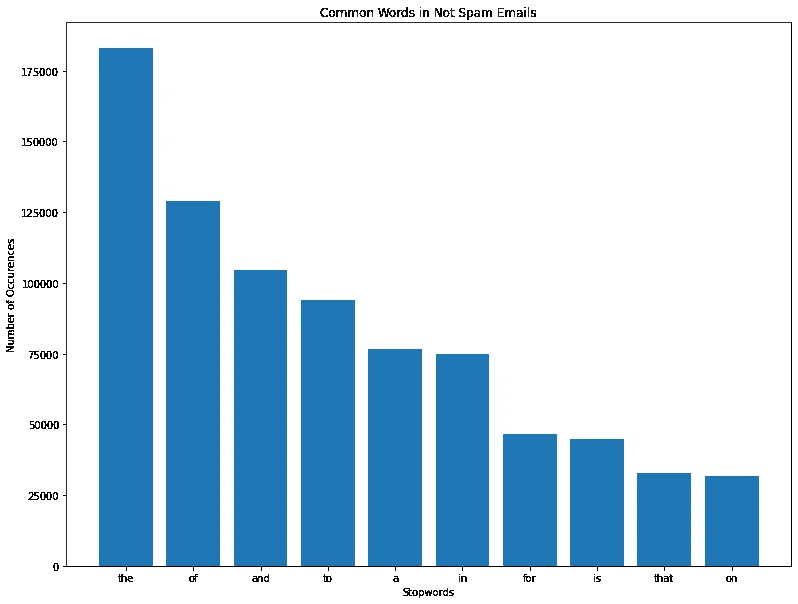 Common Words in Not Spam Emails
175000
150000
125000
100000
75000
50000
25000
0
Number of Occurences
the of and to a in for is that on
Stopwords